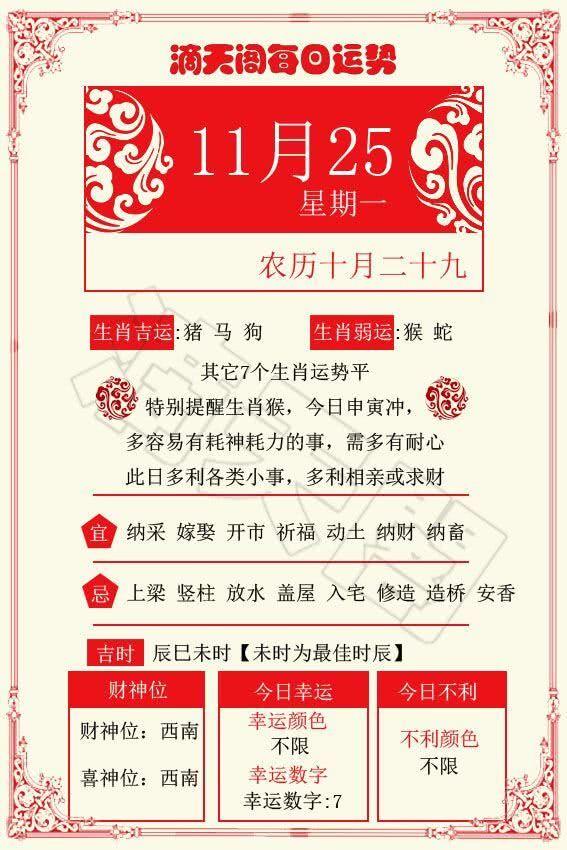 滴天阁每日运势
11月25
星期一
农历十月二十九
生肖吉运:猪 马 狗 生肖弱运:猴 蛇
其它7个生肖运势平
特别提醒生肖猴，今日申寅冲，
多容易有耗神耗力的事，需多有耐心
此日多利各类小事，多利相亲或求财
宜 纳采 嫁娶 开市 祈福 动土 纳财 纳畜
忌 上梁 竖柱 放水 盖屋 入宅 修造 造桥 安香
吉时 辰巳未时【未时为最佳时辰】
财神位
财神位：西南
喜神位：西南
今日幸运
幸运颜色
不限
幸运数字
幸运数字:7
今日不利
不利颜色
不限
滴天阁